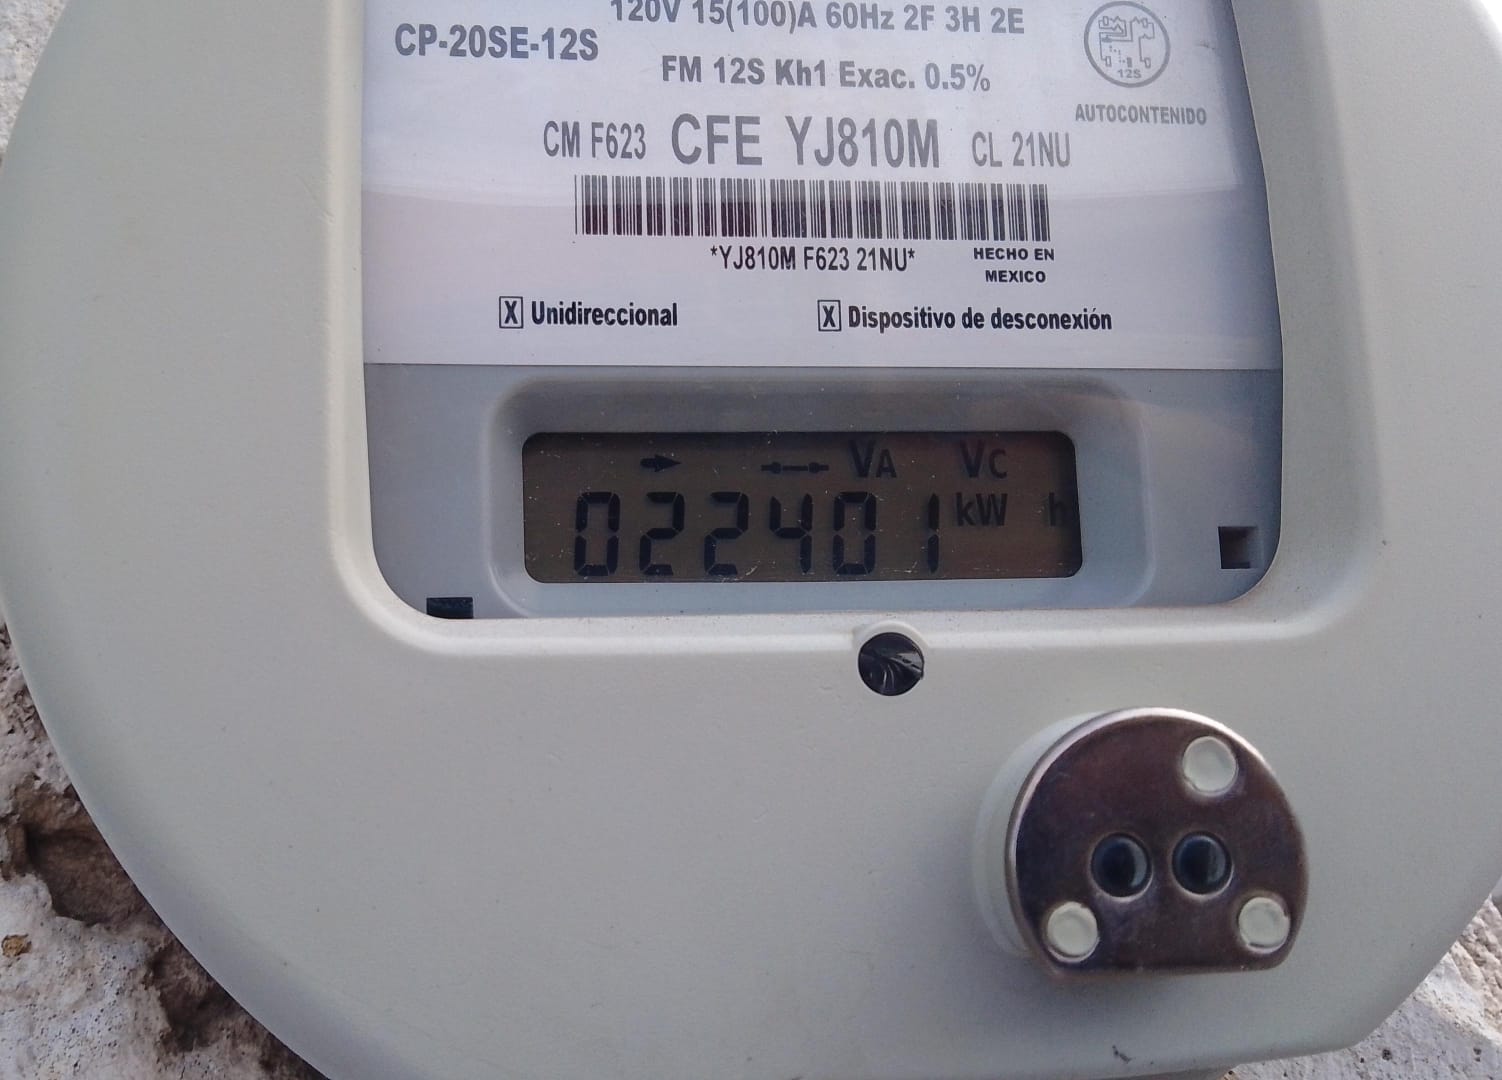 120V 15(100)A 60Hz 2F 3H 2E
CP-20SE-12S
FM 12S Kh1 Exac. 0.5%
12S
AUTOCONTENIDO
CM F623 CFE YJ810M CL 21NU
*YJ810M F623 21NU*
HECHO EN
MEXICO
X Unidireccional
X Dispositivo de desconexión
VA VC
022401 kW h